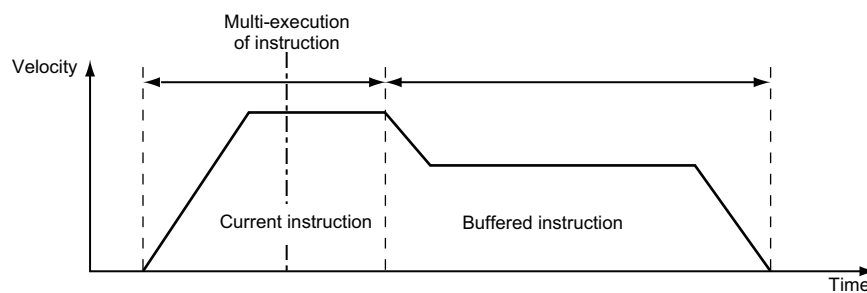 Multi-execution
of instruction
Velocity
Current instruction
Buffered instruction
Time